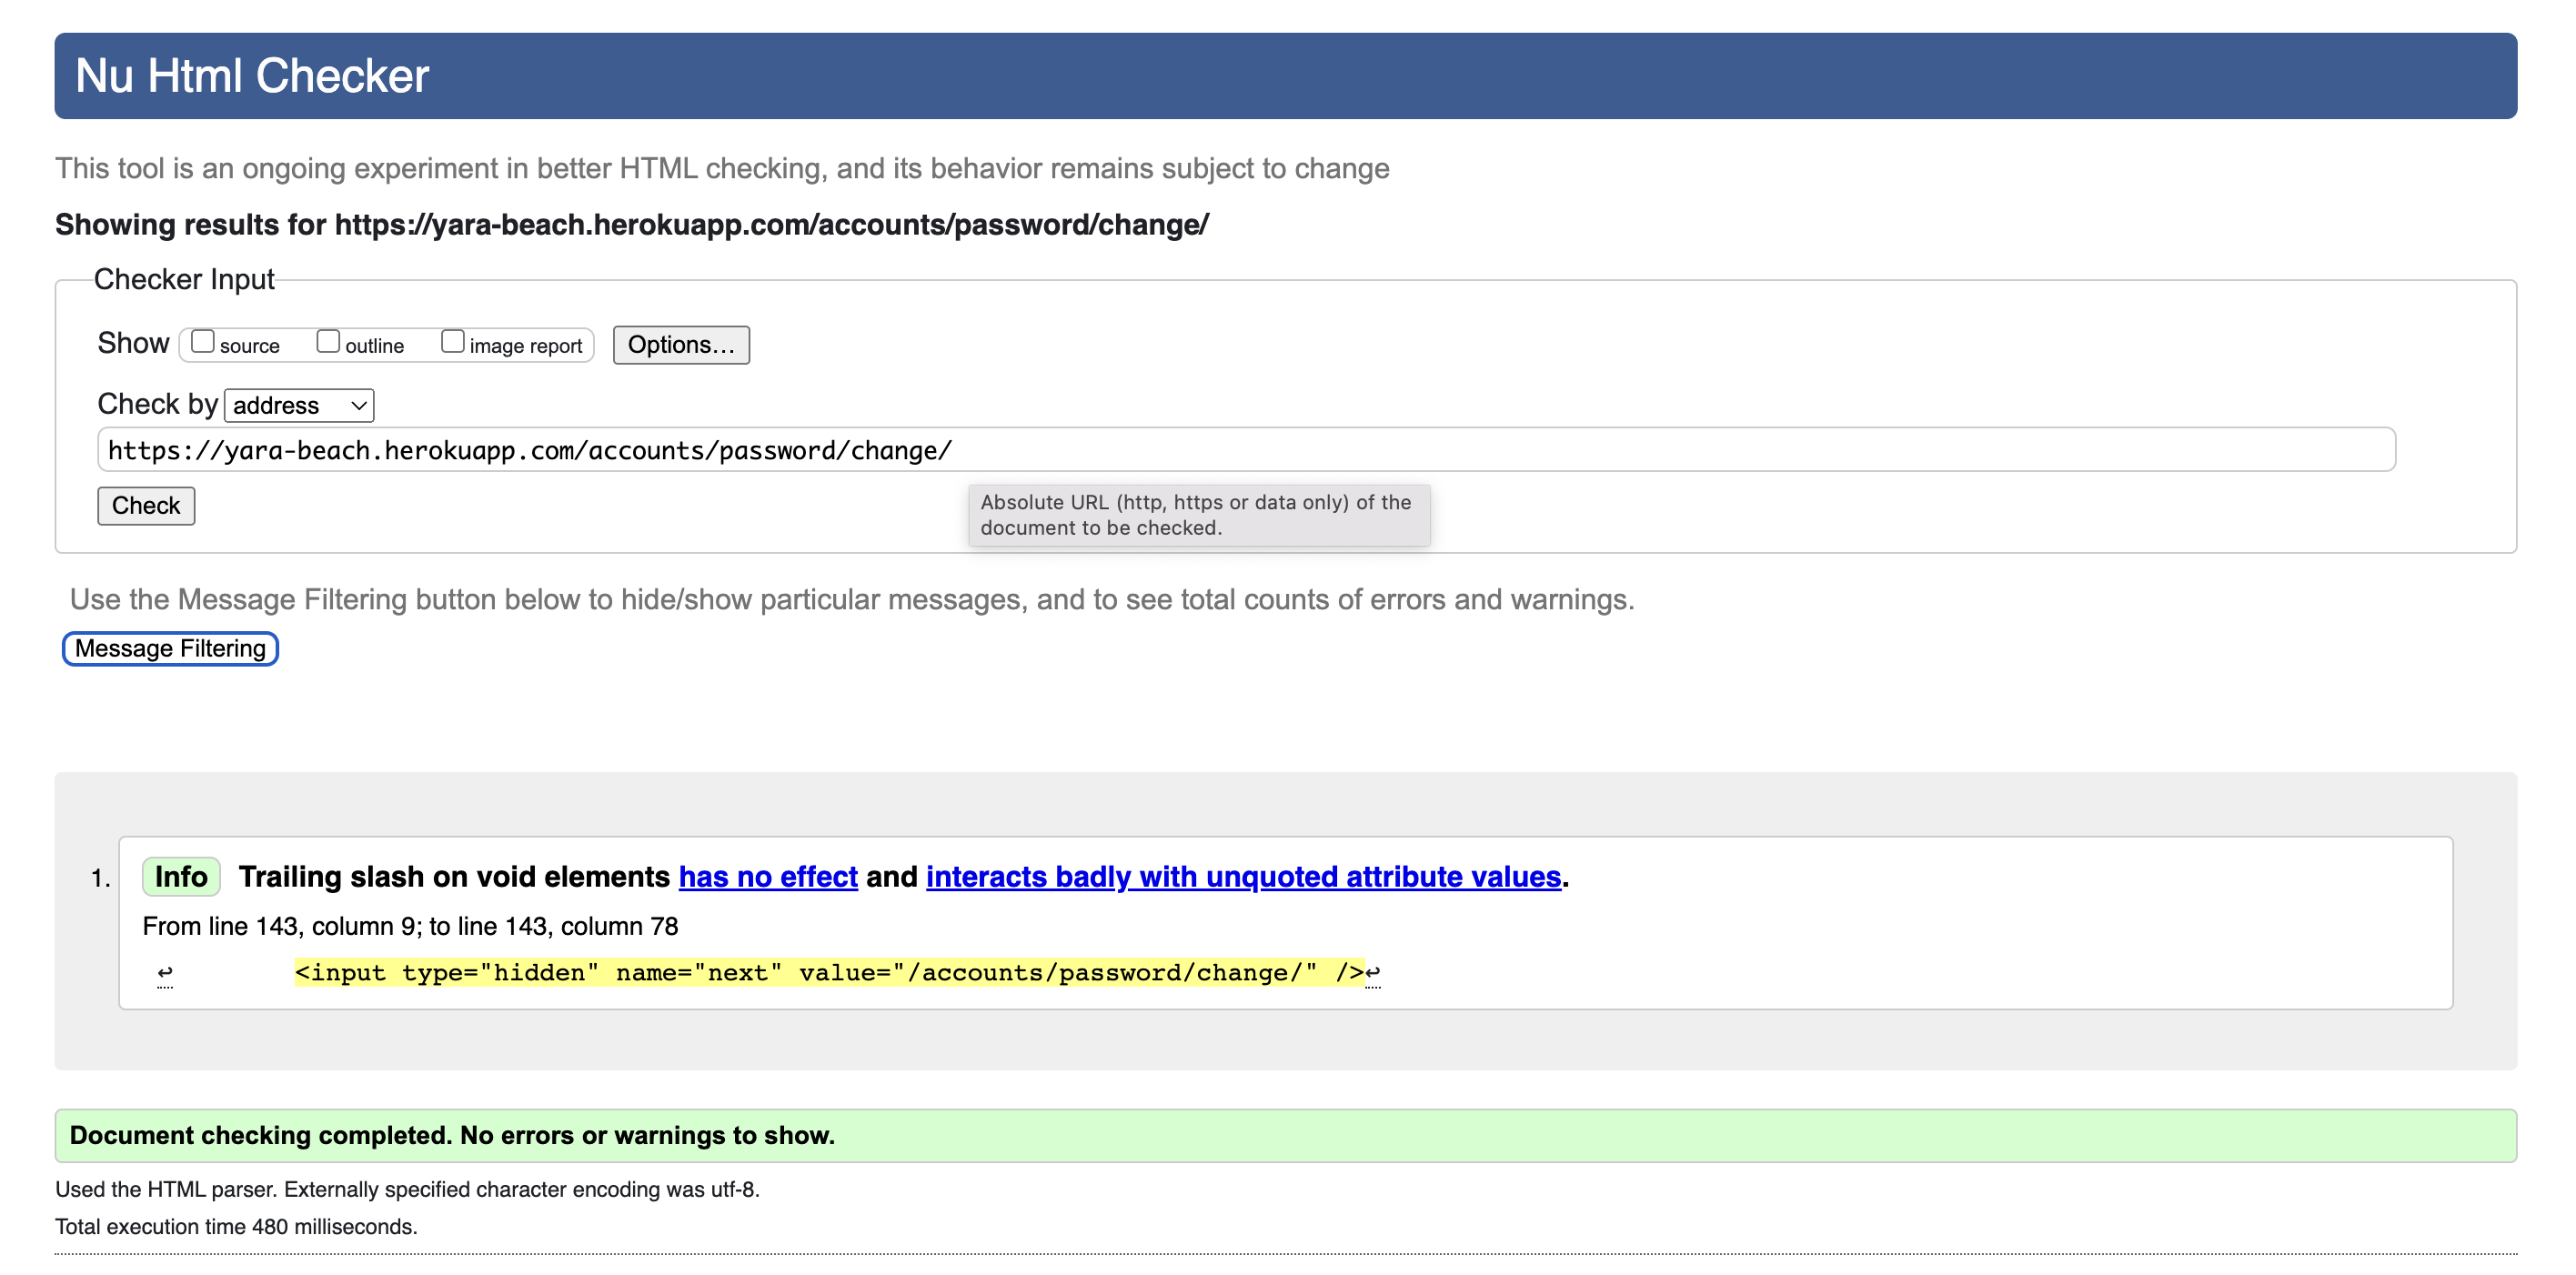 Nu Html Checker
This tool is an ongoing experiment in better HTML checking, and its behavior remains subject to change
Showing results for https://yara-beach.herokuapp.com/accounts/password/change/
Checker Input
Show source outline image report Options...
Check by address
https://yara-beach.herokuapp.com/accounts/password/change/
Check
Absolute URL (http, https or data only) of the
document to be checked.
Use the Message Filtering button below to hide/show particular messages, and to see total counts of errors and warnings.
Message Filtering
1. Info Trailing slash on void elements has no effect and interacts badly with unquoted attribute values.
From line 143, column 9; to line 143, column 78
↩ <input type="hidden" name="next" value="/accounts/password/change/" />↩
Document checking completed. No errors or warnings to show.
Used the HTML parser. Externally specified character encoding was utf-8.
Total execution time 480 milliseconds.